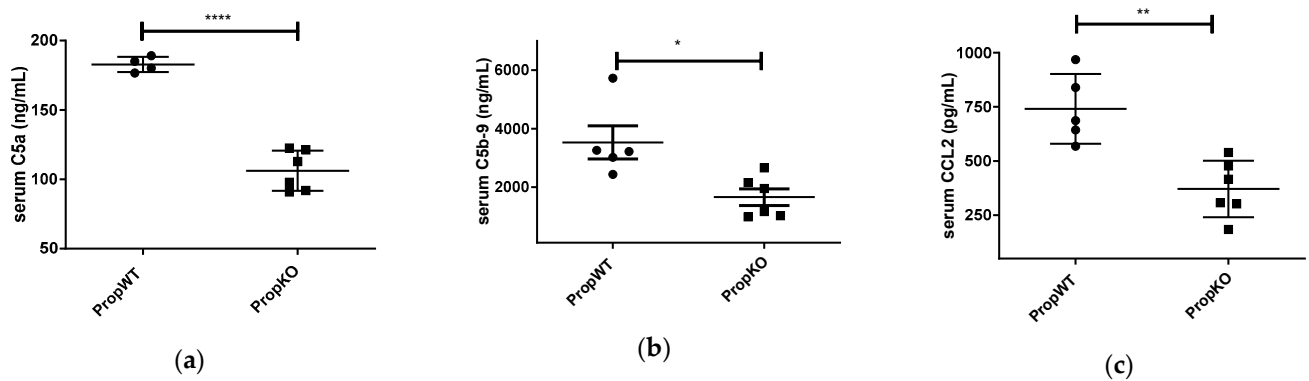 ****
serum C5a (ng/mL)
200
150
100
50
PropWT
PropKO
(a)
*
serum C5b-9 (ng/mL)
6000
4000
2000
PropWT
PropKO
(b)
**
serum CCL2 (pg/mL)
1000
750
500
250
PropWT
PropKO
(c)